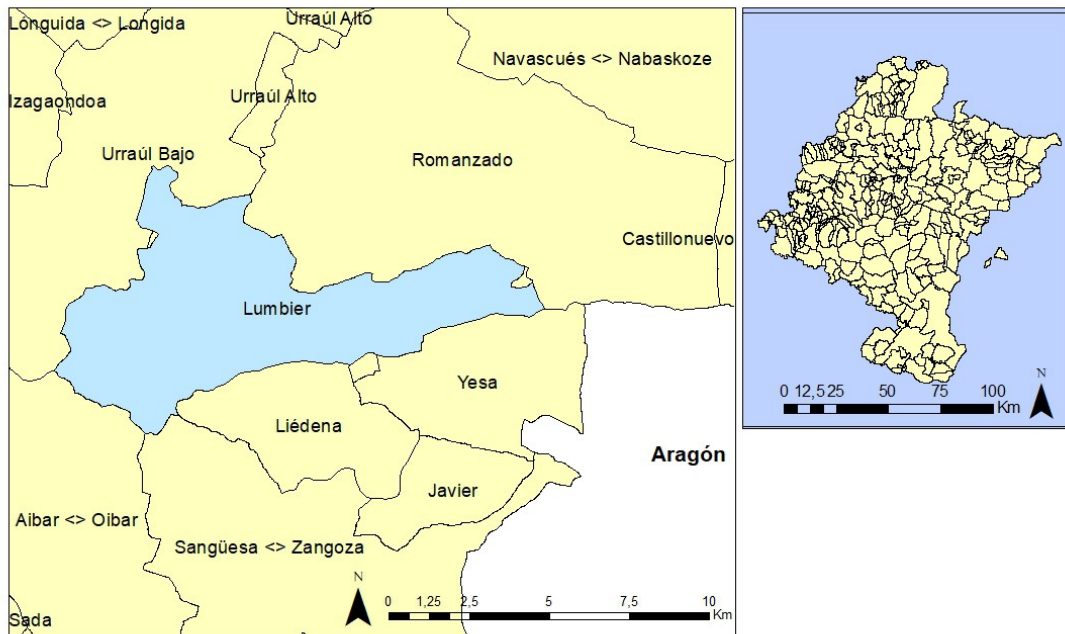 Lónguida <> Longida
Urraúl Alto
Navascués <> Nabaskoze
Izagaondoa
Urraúl Alto
Urraúl Bajo
Romanzado
Castillonuevo
Lumbier
Yesa
Liédena
Aragón
Javier
Aibar <> Oibar
Sangüesa <> Zangoza
Sada
N
0 1,25 2,5 5 7,5 10
Km
N
0 12,5 25 50 75 100
Km